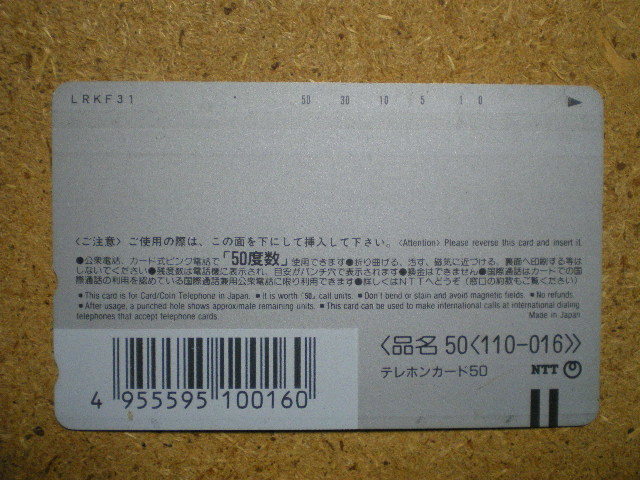 LRKF31 50 30 10 5 1 0
〈ご注意〉ご使用の際は、この面を下にして挿入して下さい。〈Attention〉Please reverse this card and insert it.
●公衆電話、カード式ピンク電話で「50度数」使用できます●折り曲げる、汚す、磁気に近づける、裏面へ印刷する等は
しないでください●残度数は電話機に表示され、目安がパンチ穴で表示されます●換金はできません●国際通話はカードでの国
際通話の利用を認めている国際通話兼用公衆電話に限り利用できます●詳しくはNTTへどうぞ(窓口の約款もご覧ください)
■This card is for Card/Coin Telephone in Japan. ■It is worth「50」call units. ■Don't bend or stain and avoid magnetic fields. ■No refunds.
■After usage, a punched hole shows approximate remaining units. ■This card can be used to make international calls at international dialing
telephones that accept telephone cards. Made in Japan
〈品名 50〈110-016〉〉
テレホンカード50 NTT
4 955595 100160